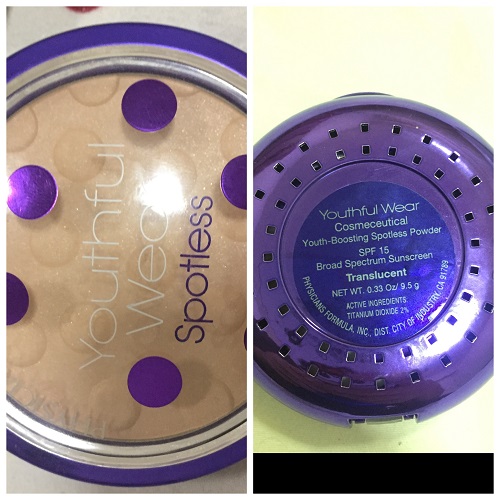 Youthful
Wear
Spotless
Youthful Wear
Cosmeceutical
Youth-Boosting Spotless Powder
SPF 15
Broad Spectrum Sunscreen
Translucent
NET WT. 0.33 Oz/ 9.5 g
ACTIVE INGREDIENTS:
TITANIUM DIOXIDE 2%
PHYSICIANS FORMULA, INC., DIST. CITY OF INDUSTRY, CA 91789